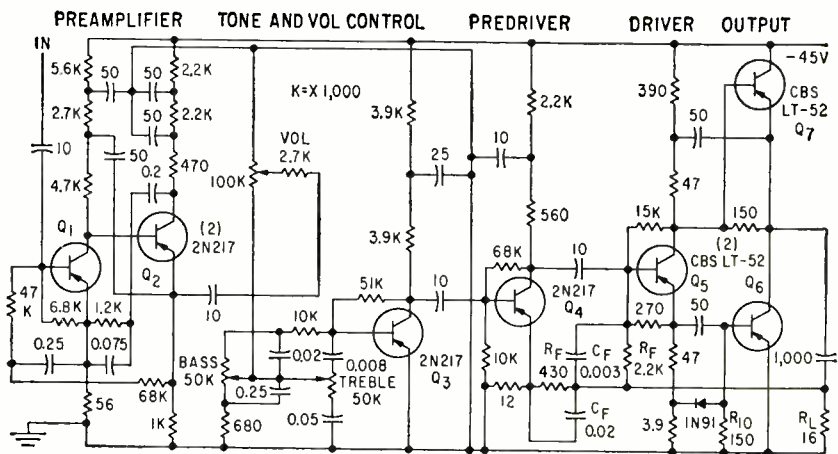 PREAMPLIFIER TONE AND VOL CONTROL PREDRIVER DRIVER OUTPUT
IN
-45V
5.6K
50
50
2.2K
K=X 1,000
3.9K
2.2K
390
CBS
LT-52
Q7
2.7K
50
50
2.2K
VOL
2.7K
10
50
10
0.2
470
100K
25
4.7K
560
47
3.9K
15K
150
Q1
(2)
2N217
68K
10
(2)
CBS LT-52
Q2
51K
10
2N217
Q4
Q5
Q6
47
K
6.8K
1.2K
10
10K
270
50
0.25
0.075
BASS
50K
0.02
0.008
TREBLE
50K
2N217
Q3
10K
RF
430
CF
0.003
RF
2.2K
47
1,000
68K
0.25
12
56
1K
680
0.05
CF
0.02
3.9
1N91
R10
150
RL
16